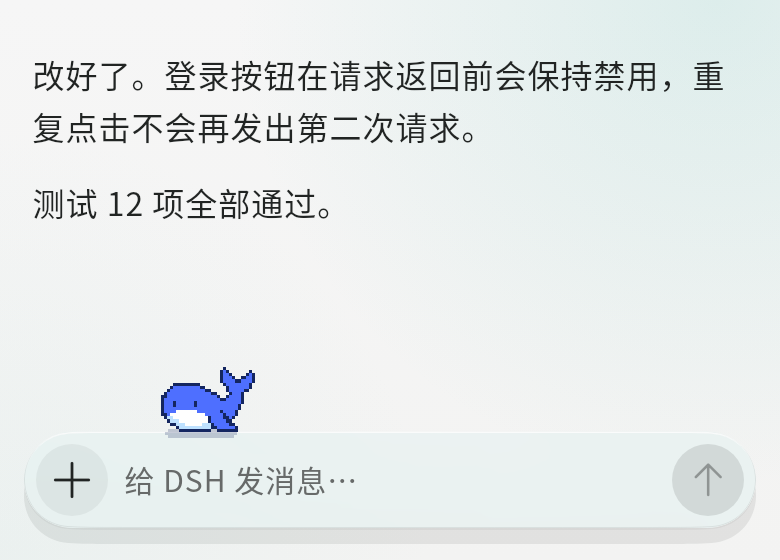 改好了。登录按钮在请求返回前会保持禁用，重
复点击不会再发出第二次请求。
测试 12 项全部通过。
给 DSH 发消息…